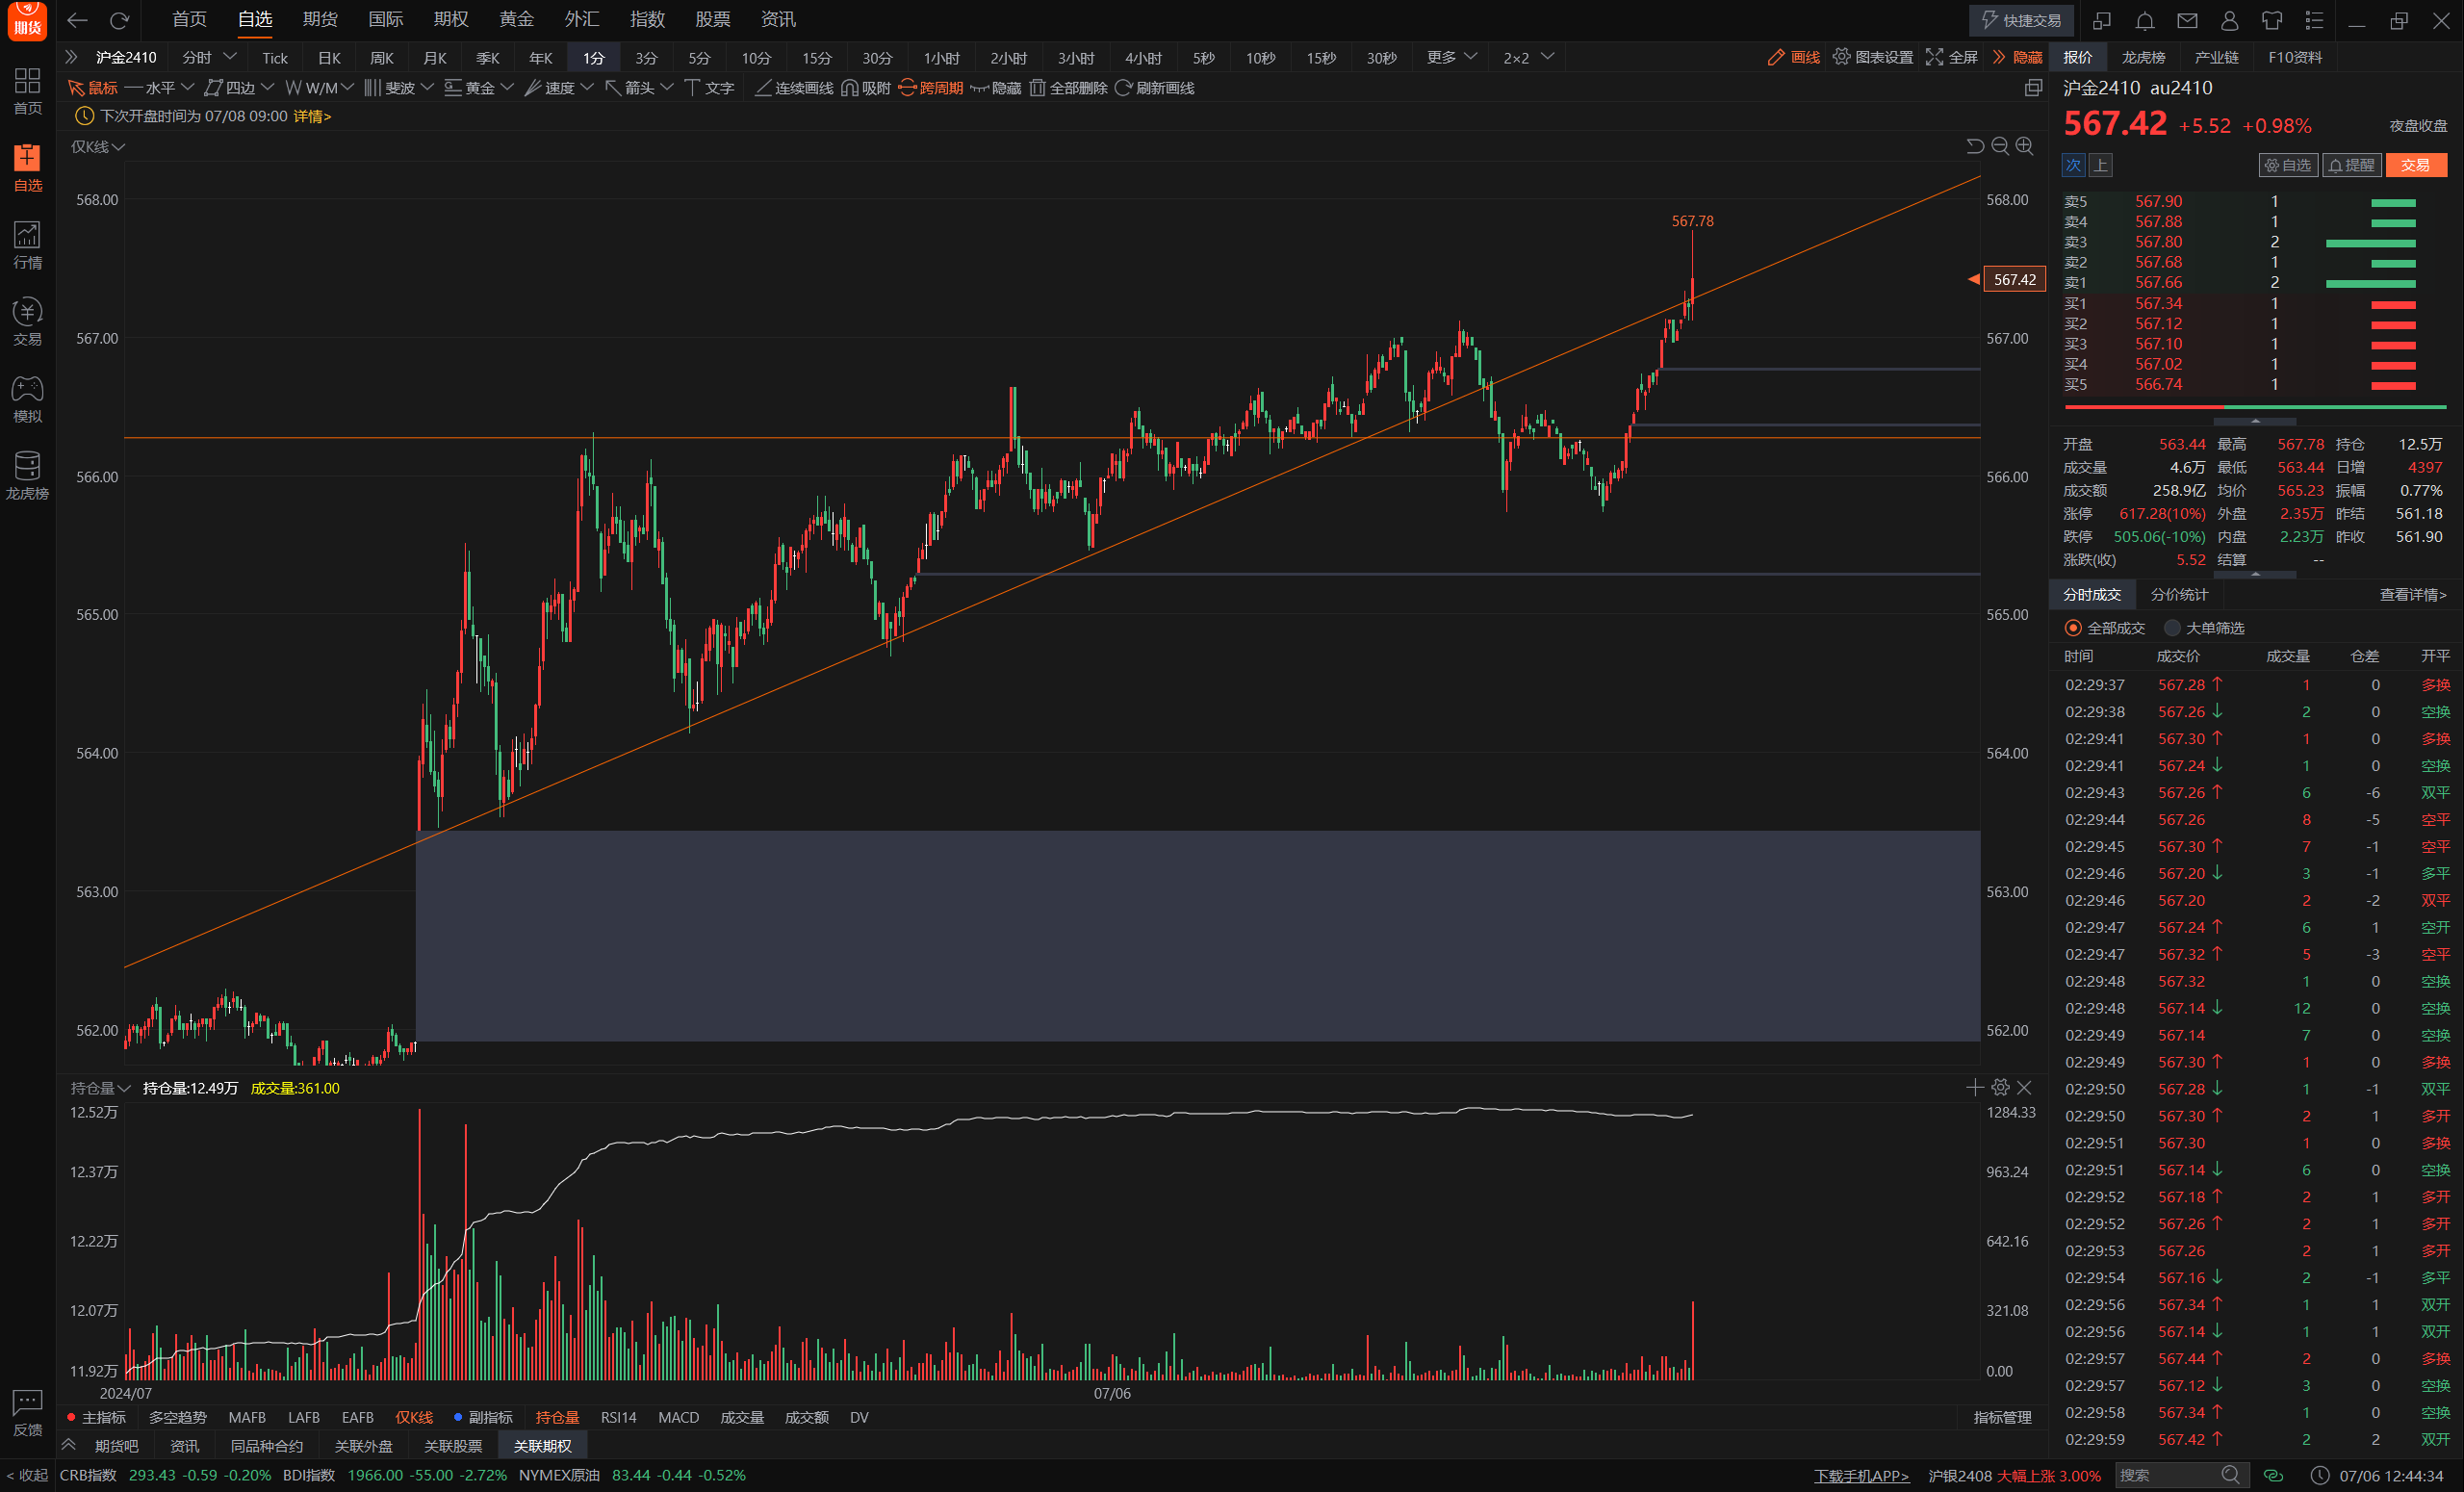 期货 首页 自选 期货 国际 期权 黄金 外汇 指数 股票 资讯 快捷交易
沪金2410 分时 Tick 日K 周K 月K 季K 年K 1分 3分 5分 10分 15分 30分 1小时 2小时 3小时 4小时 5秒 10秒 15秒 30秒 更多 2×2 画线 图表设置 全屏 隐藏 报价 龙虎榜 产业链 F10资料
鼠标 水平 四边 W/M 斐波 黄金 速度 箭头 文字 连续画线 吸附 跨周期 隐藏 全部删除 刷新画线
下次开盘时间为 07/08 09:00 详情>
仅K线
首页
自选
行情
交易
模拟
龙虎榜
反馈
568.00 568.00
567.78
567.42
567.00 567.00
566.00 566.00
565.00 565.00
564.00 564.00
563.00 563.00
562.00 562.00
持仓量 持仓量:12.49万 成交量:361.00
12.52万 1284.33
12.37万 963.24
12.22万 642.16
12.07万 321.08
11.92万 0.00
2024/07 07/06
主指标 多空趋势 MAFB LAFB EAFB 仅K线 副指标 持仓量 RSI14 MACD 成交量 成交额 DV 指标管理
期货吧 资讯 同品种合约 关联外盘 关联股票 关联期权
沪金2410 au2410
567.42 +5.52 +0.98% 夜盘收盘
次 上 自选 提醒 交易
卖5 567.90 1
卖4 567.88 1
卖3 567.80 2
卖2 567.68 1
卖1 567.66 2
买1 567.34 1
买2 567.12 1
买3 567.10 1
买4 567.02 1
买5 566.74 1
开盘 563.44 最高 567.78 持仓 12.5万
成交量 4.6万 最低 563.44 日增 4397
成交额 258.9亿 均价 565.23 振幅 0.77%
涨停 617.28(10%) 外盘 2.35万 昨结 561.18
跌停 505.06(-10%) 内盘 2.23万 昨收 561.90
涨跌(收) 5.52 结算 --
分时成交 分价统计 查看详情>
全部成交 大单筛选
时间 成交价 成交量 仓差 开平
02:29:37 567.28↑ 1 0 多换
02:29:38 567.26↓ 2 0 空换
02:29:41 567.30↑ 1 0 多换
02:29:41 567.24↓ 1 0 空换
02:29:43 567.26↑ 6 -6 双平
02:29:44 567.26 8 -5 空平
02:29:45 567.30↑ 7 -1 空平
02:29:46 567.20↓ 3 -1 多平
02:29:46 567.20 2 -2 双平
02:29:47 567.24↑ 6 1 空开
02:29:47 567.32↑ 5 -3 空平
02:29:48 567.32 1 0 空换
02:29:48 567.14↓ 12 0 空换
02:29:49 567.14 7 0 空换
02:29:49 567.30↑ 1 0 多换
02:29:50 567.28↓ 1 -1 双平
02:29:50 567.30↑ 2 1 多开
02:29:51 567.30 1 0 多换
02:29:51 567.14↓ 6 0 空换
02:29:52 567.18↑ 2 1 多开
02:29:52 567.26↑ 2 1 多开
02:29:53 567.26 2 1 多开
02:29:54 567.16↓ 2 -1 多平
02:29:56 567.34↑ 1 1 双开
02:29:56 567.14↓ 1 1 双开
02:29:57 567.44↑ 2 0 多换
02:29:57 567.12↓ 3 0 空换
02:29:58 567.34↑ 1 0 空换
02:29:59 567.42↑ 2 2 双开
< 收起 CRB指数 293.43 -0.59 -0.20% BDI指数 1966.00 -55.00 -2.72% NYMEX原油 83.44 -0.44 -0.52% 下载手机APP> 沪银2408 大幅上涨 3.00% 搜索 07/06 12:44:34